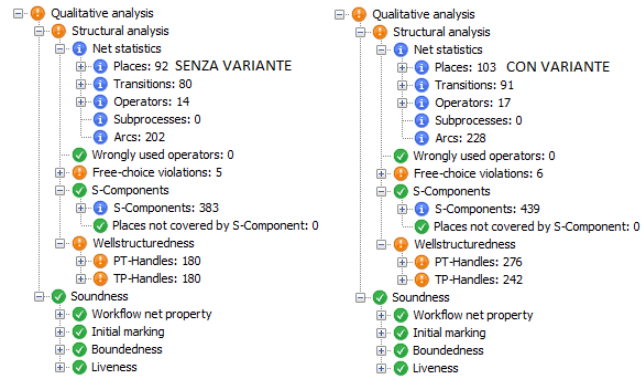 Qualitative analysis
Structural analysis
Net statistics
Places: 92 SENZA VARIANTE
Transitions: 80
Operators: 14
Subprocesses: 0
Arcs: 202
Wrongly used operators: 0
Free-choice violations: 5
S-Components
S-Components: 383
Places not covered by S-Component: 0
Wellstructuredness
PT-Handles: 180
TP-Handles: 180
Soundness
Workflow net property
Initial marking
Boundedness
Liveness
Qualitative analysis
Structural analysis
Net statistics
Places: 103 CON VARIANTE
Transitions: 91
Operators: 17
Subprocesses: 0
Arcs: 228
Wrongly used operators: 0
Free-choice violations: 6
S-Components
S-Components: 439
Places not covered by S-Component: 0
Wellstructuredness
PT-Handles: 276
TP-Handles: 242
Soundness
Workflow net property
Initial marking
Boundedness
Liveness